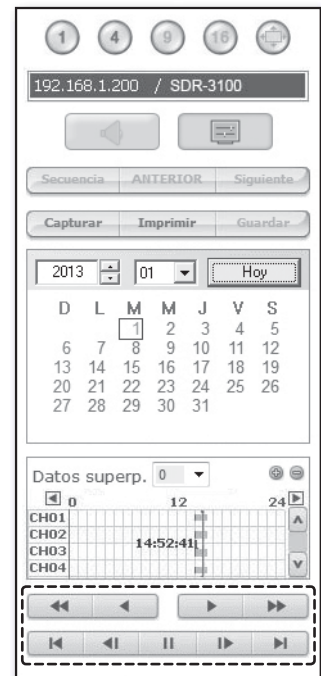 1 4 9 16
192.168.1.200 / SDR-3100
Secuencia ANTERIOR Siguiente
Capturar Imprimir Guardar
2013 01 Hoy
D L M M J V S
1 2 3 4 5
6 7 8 9 10 11 12
13 14 15 16 17 18 19
20 21 22 23 24 25 26
27 28 29 30 31
Datos superp. 0
0 12 24
CH01
CH02
14:52:41
CH03
CH04